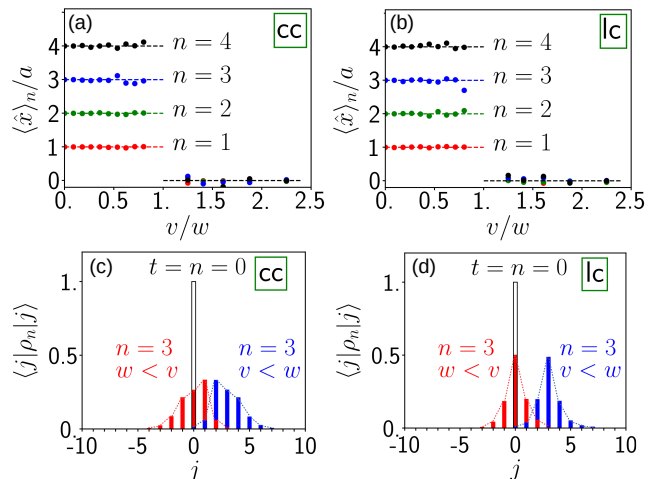 (a) cc
⟨x̂⟩ₙ/a
4 n = 4
3 n = 3
2 n = 2
1 n = 1
0
0. 0.5 1.0 1.5 2.0 2.5
v/w
(b) lc
⟨x̂⟩ₙ/a
4 n = 4
3 n = 3
2 n = 2
1 n = 1
0
0. 0.5 1.0 1.5 2.0 2.5
v/w
(c) t = n = 0 cc
⟨j|ρₙ|j⟩
1.
n = 3 n = 3
w < v v < w
0.5
0.
-10 -5 0 5 10
j
(d) t = n = 0 lc
⟨j|ρₙ|j⟩
1.
n = 3 n = 3
w < v v < w
0.5
0.
-10 -5 0 5 10
j